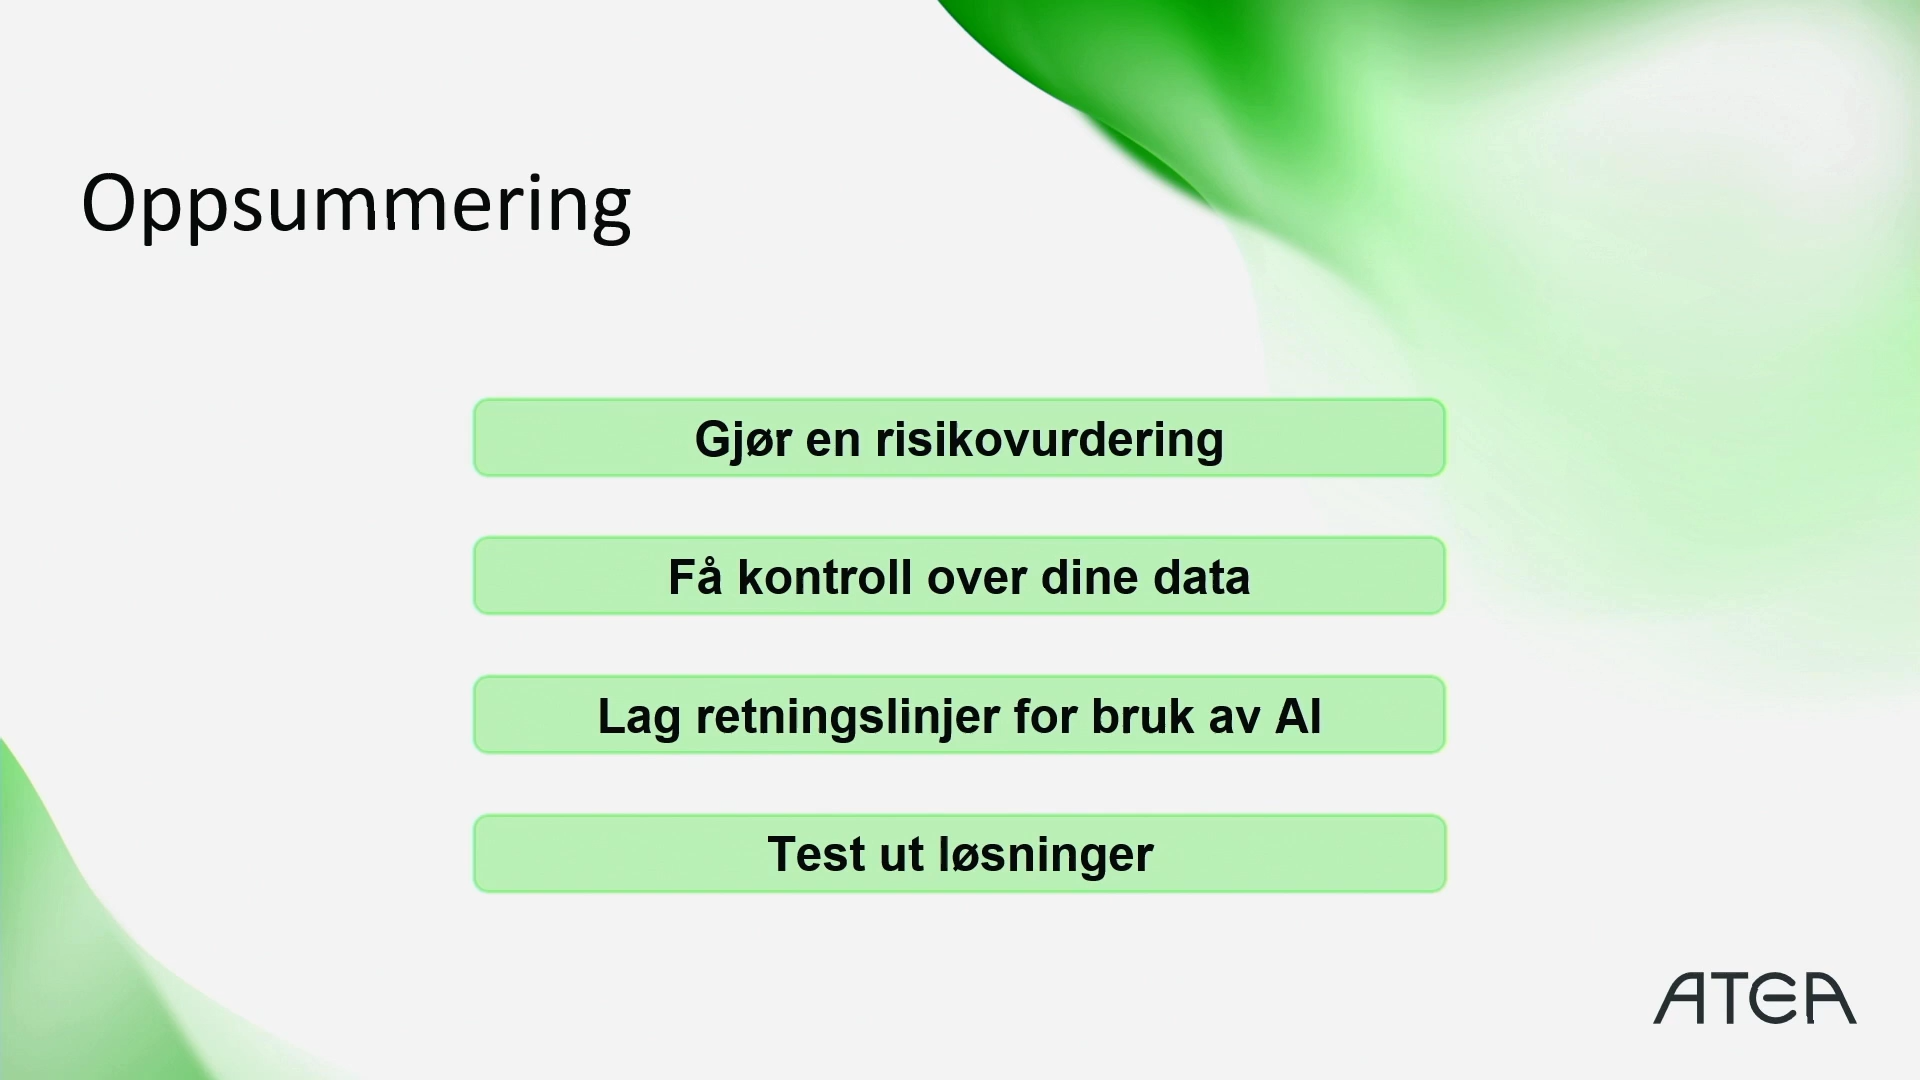 Oppsummering
Gjør en risikovurdering
Få kontroll over dine data
Lag retningslinjer for bruk av AI
Test ut løsninger
ATEA